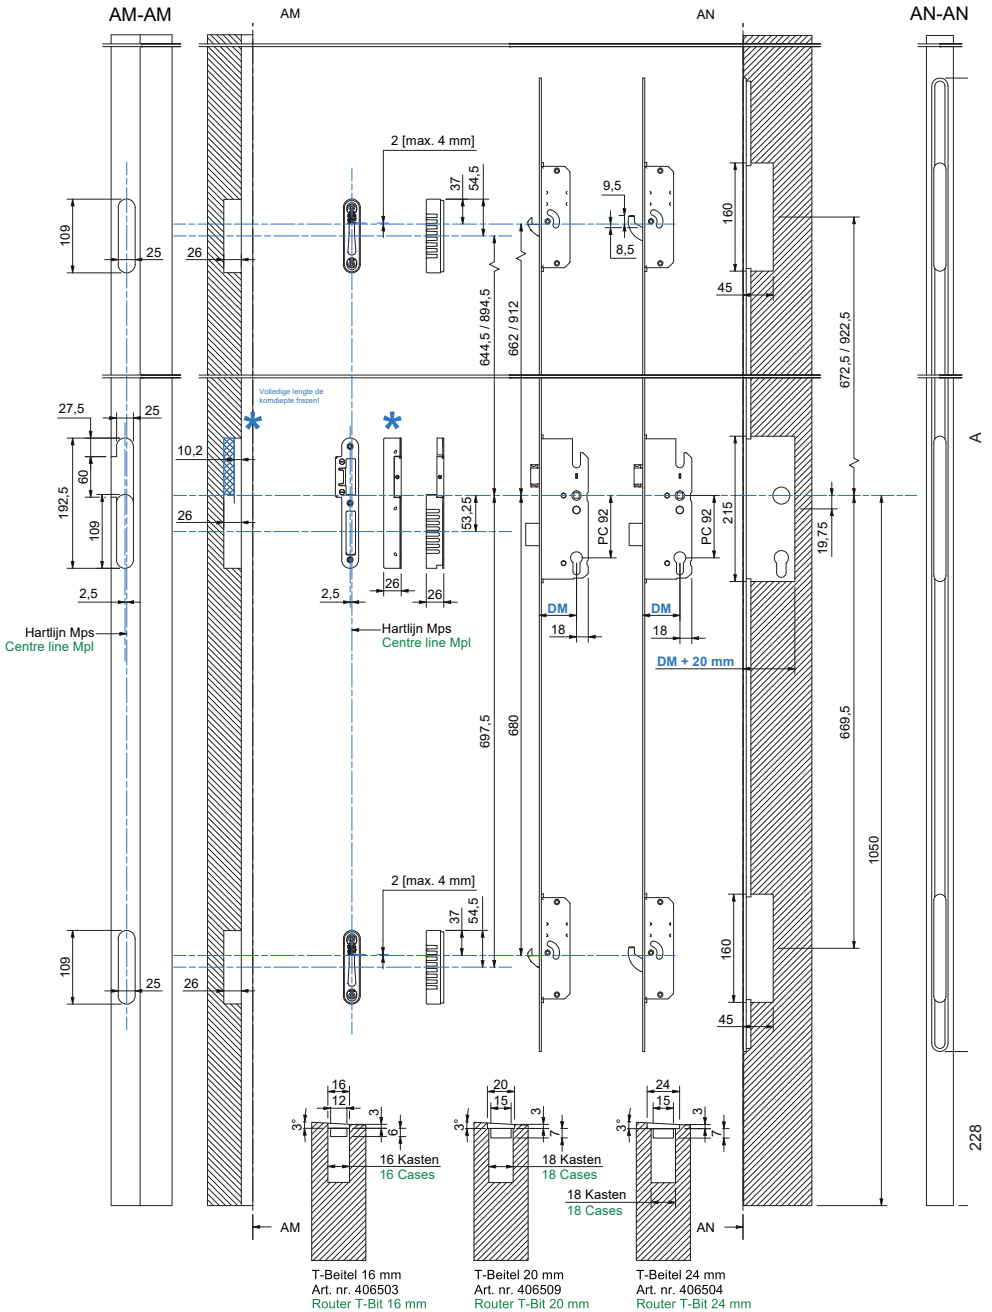 AM-AM
AM
AN
AN-AN
2 [max. 4 mm]
37
54,5
9,5
8,5
160
109
25
26
45
644,5 / 894,5
662 / 912
672,5 / 922,5
Volledige lengte de
komdiepte frezen!
27,5
25
*
*
A
10,2
60
192,5
109
26
53,25
PC 92
PC 92
215
19,75
2,5
2,5
26
26
DM
DM
18
18
Hartlijn Mps
Centre line Mpl
Hartlijn Mps
Centre line Mpl
DM + 20 mm
697,5
680
669,5
1050
2 [max. 4 mm]
37
54,5
109
25
26
160
45
16
12
3°
3
6
16 Kasten
16 Cases
20
15
3°
3
7
18 Kasten
18 Cases
24
15
3°
3
7
18 Kasten
18 Cases
228
AM
AN
T-Beitel 16 mm
Art. nr. 406503
Router T-Bit 16 mm
T-Beitel 20 mm
Art. nr. 406509
Router T-Bit 20 mm
T-Beitel 24 mm
Art. nr. 406504
Router T-Bit 24 mm